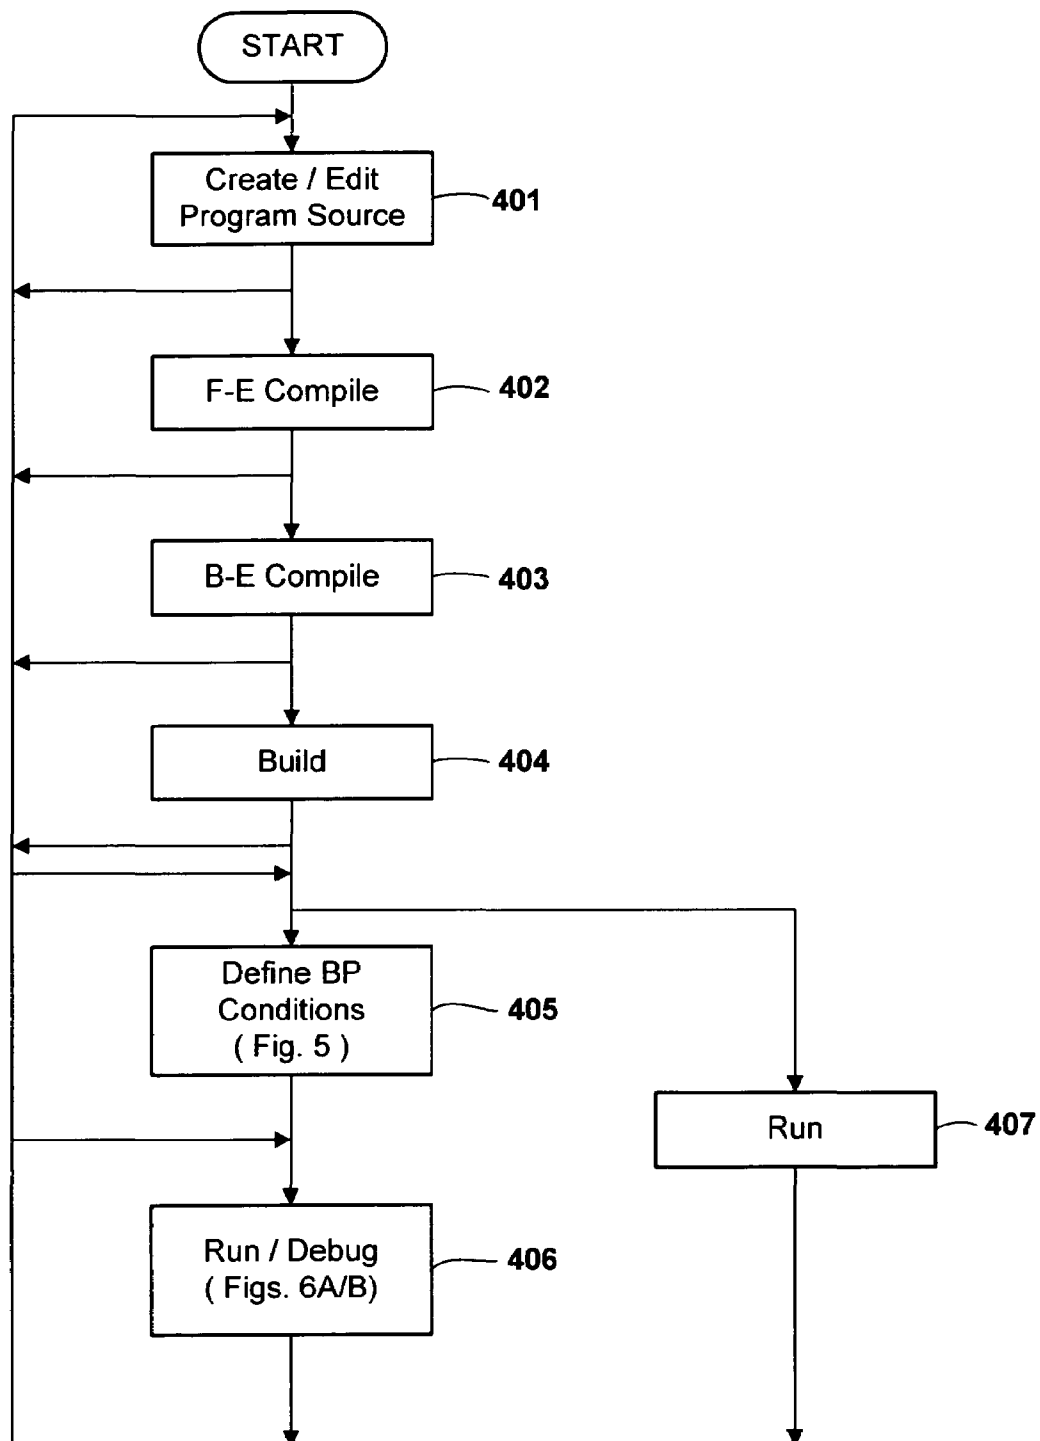 START
Create / Edit
Program Source
401
F-E Compile
402
B-E Compile
403
Build
404
Define BP
Conditions
( Fig. 5 )
405
Run
407
Run / Debug
( Figs. 6A/B)
406